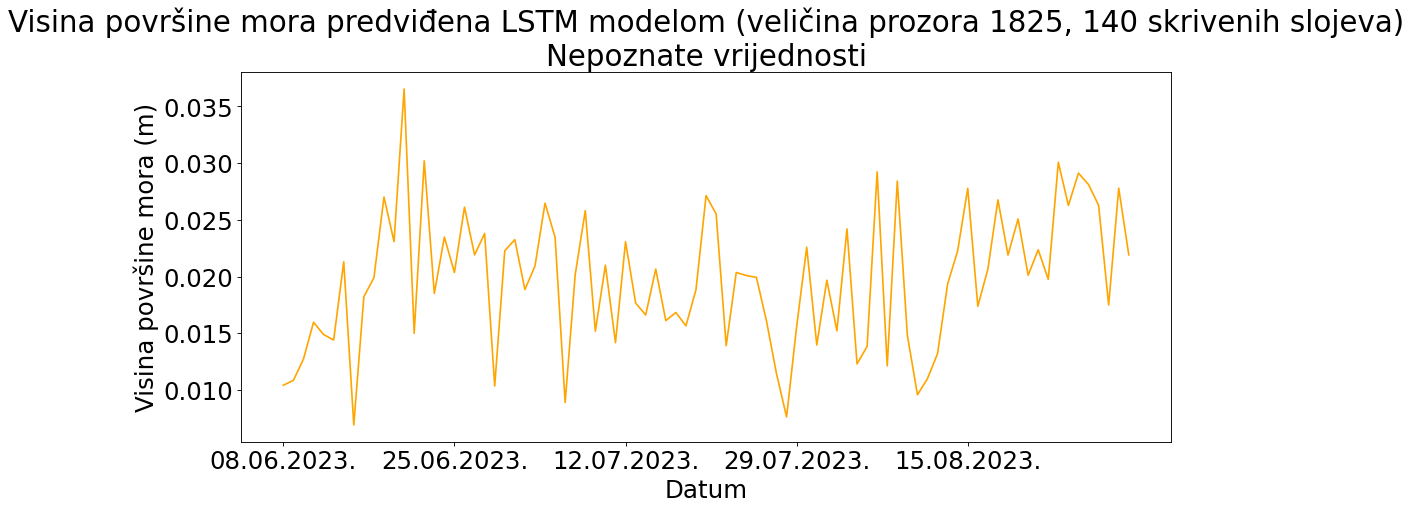 Visina površine mora predviđena LSTM modelom (veličina prozora 1825, 140 skrivenih slojeva)
Nepoznate vrijednosti
Visina površine mora (m)
0.035
0.030
0.025
0.020
0.015
0.010
08.06.2023. 25.06.2023. 12.07.2023. 29.07.2023. 15.08.2023.
Datum